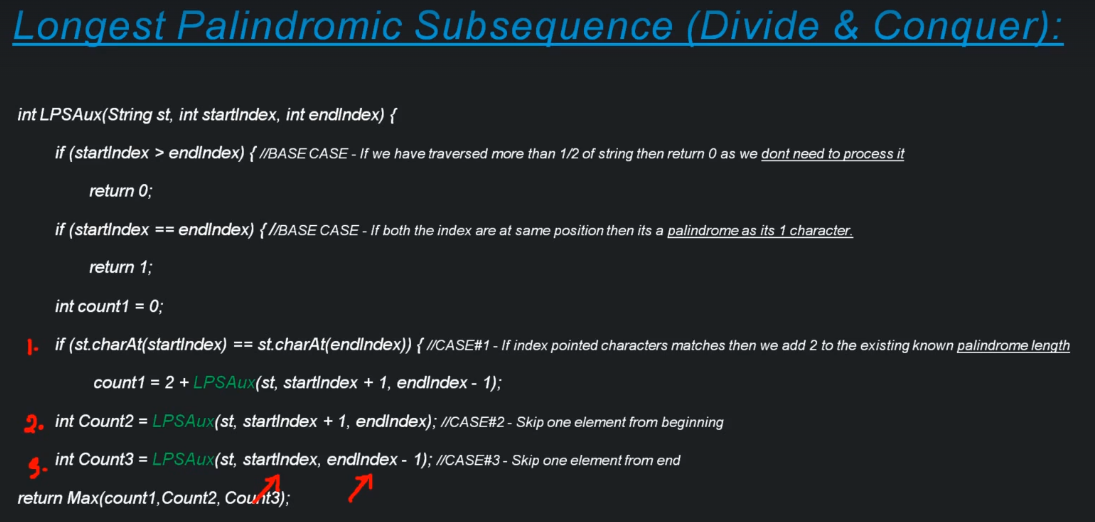 Longest Palindromic Subsequence (Divide & Conquer):
int LPSAux(String st, int startIndex, int endIndex) {
if (startIndex > endIndex) { //BASE CASE - If we have traversed more than 1/2 of string then return 0 as we dont need to process it
return 0;
if (startIndex == endIndex) { //BASE CASE - If both the index are at same position then its a palindrome as its 1 character.
return 1;
int count1 = 0;
1. if (st.charAt(startIndex) == st.charAt(endIndex)) { //CASE#1 - If index pointed characters matches then we add 2 to the existing known palindrome length
count1 = 2 + LPSAux(st, startIndex + 1, endIndex - 1);
2. int Count2 = LPSAux(st, startIndex + 1, endIndex); //CASE#2 - Skip one element from beginning
3. int Count3 = LPSAux(st, startIndex, endIndex - 1); //CASE#3 - Skip one element from end
return Max(count1,Count2, Count3);